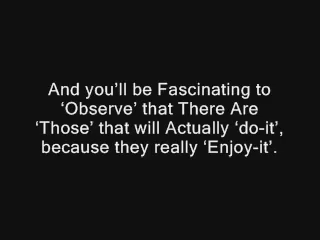 And you’ll be Fascinating to
‘Observe’ that There Are
‘Those’ that will Actually ‘do-it’,
because they really ‘Enjoy-it’.